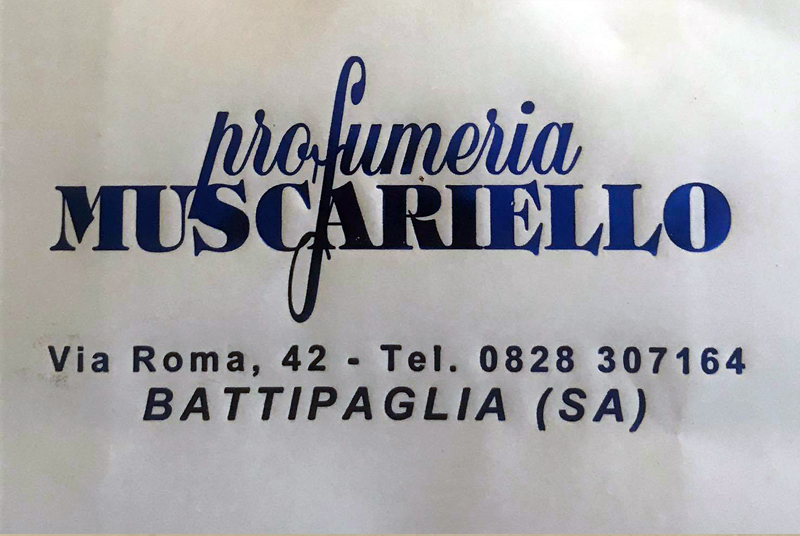 profumeria
MUSCARIELLO
Via Roma, 42 - Tel. 0828 307164
BATTIPAGLIA (SA)